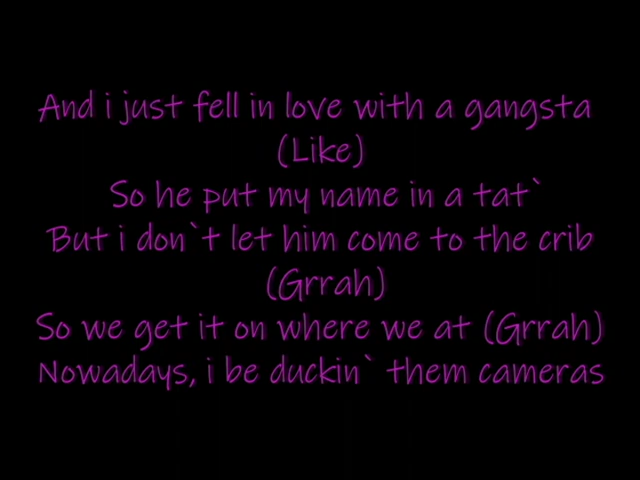 And i just fell in love with a gangsta
(Like)
So he put my name in a tat`
But i don`t let him come to the crib
(Grrah)
So we get it on where we at (Grrah)
Nowadays, i be duckin` them cameras